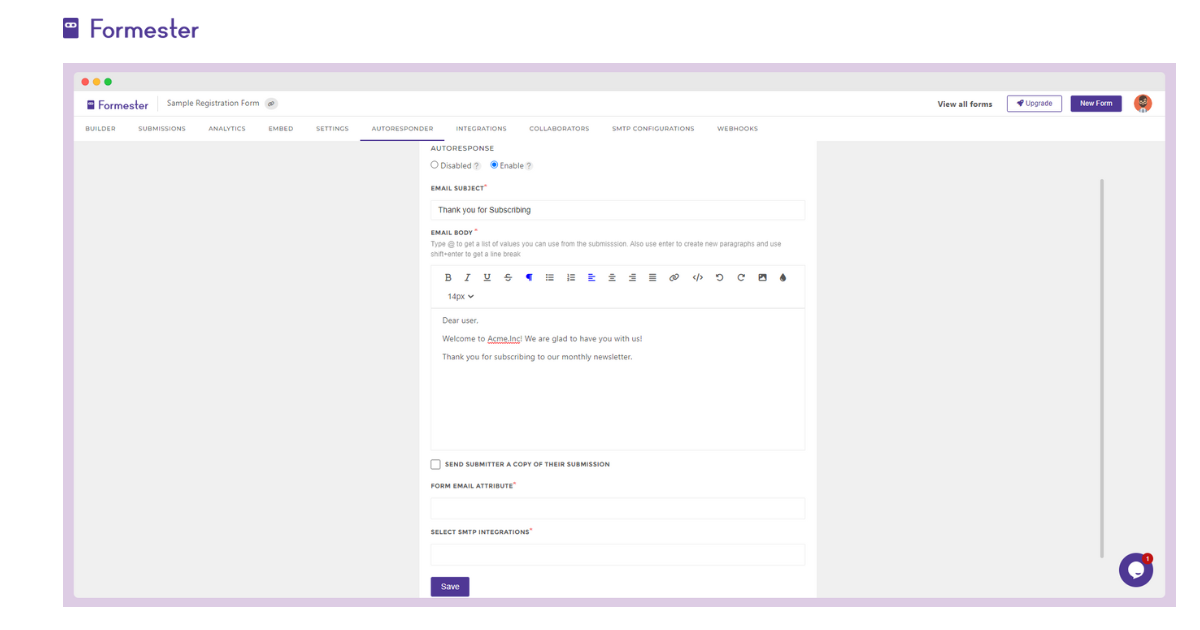 Formester
Formester Sample Registration Form View all forms Upgrade New Form
BUILDER SUBMISSIONS ANALYTICS EMBED SETTINGS AUTORESPONDER INTEGRATIONS COLLABORATORS SMTP CONFIGURATIONS WEBHOOKS
AUTORESPONSE
Disabled ? Enable ?
EMAIL SUBJECT*
Thank you for Subscribing
EMAIL BODY *
Type @ to get a list of values you can use from the submisssion. Also use enter to create new paragraphs and use
shift+enter to get a line break
B I U S ¶ </>
14px
Dear user.
Welcome to Acme.Inc! We are glad to have you with us!
Thank you for subscribing to our monthly newsletter.
SEND SUBMITTER A COPY OF THEIR SUBMISSION
FORM EMAIL ATTRIBUTE*
SELECT SMTP INTEGRATIONS*
1
Save